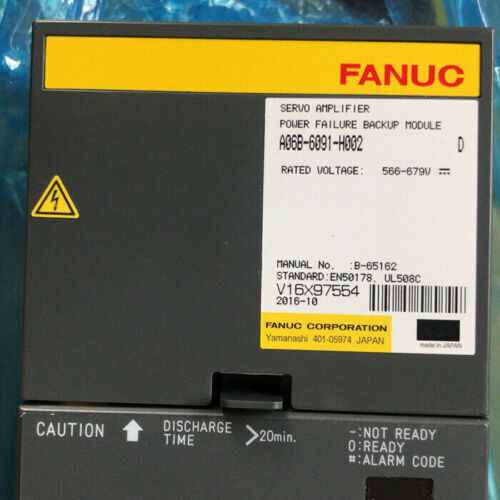 FANUC
SERVO AMPLIFIER
POWER FAILURE BACKUP MODULE
A06B-6091-H002 D
RATED VOLTAGE: 566-679V ⎓
MANUAL No. :B-65162
STANDARD:EN50178, UL508C
V16X97554
2016-10
FANUC CORPORATION
Yamanashi 401-05974 JAPAN
made in JAPAN
CAUTION DISCHARGE TIME >20min.
-:NOT READY
0:READY
#:ALARM CODE